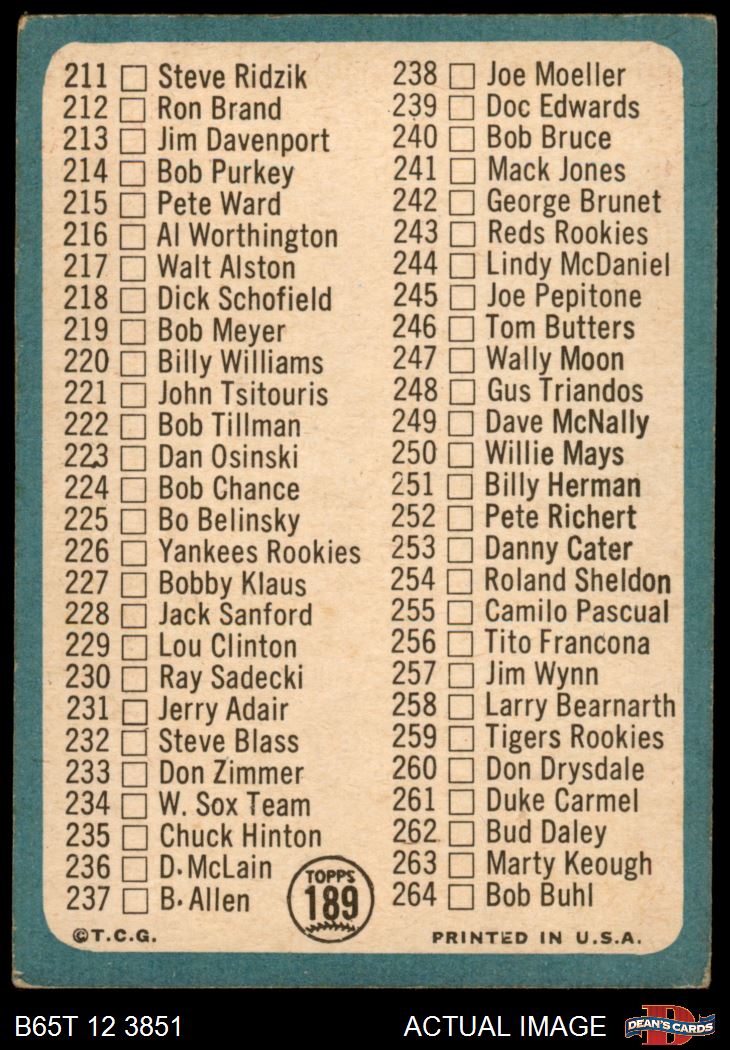 211 Steve Ridzik
212 Ron Brand
213 Jim Davenport
214 Bob Purkey
215 Pete Ward
216 Al Worthington
217 Walt Alston
218 Dick Schofield
219 Bob Meyer
220 Billy Williams
221 John Tsitouris
222 Bob Tillman
223 Dan Osinski
224 Bob Chance
225 Bo Belinsky
226 Yankees Rookies
227 Bobby Klaus
228 Jack Sanford
229 Lou Clinton
230 Ray Sadecki
231 Jerry Adair
232 Steve Blass
233 Don Zimmer
234 W. Sox Team
235 Chuck Hinton
236 D. McLain
237 B. Allen
238 Joe Moeller
239 Doc Edwards
240 Bob Bruce
241 Mack Jones
242 George Brunet
243 Reds Rookies
244 Lindy McDaniel
245 Joe Pepitone
246 Tom Butters
247 Wally Moon
248 Gus Triandos
249 Dave McNally
250 Willie Mays
251 Billy Herman
252 Pete Richert
253 Danny Cater
254 Roland Sheldon
255 Camilo Pascual
256 Tito Francona
257 Jim Wynn
258 Larry Bearnarth
259 Tigers Rookies
260 Don Drysdale
261 Duke Carmel
262 Bud Daley
263 Marty Keough
264 Bob Buhl
TOPPS
189
©T.C.G.
PRINTED IN U.S.A.
B65T 12 3851
ACTUAL IMAGE
D
DEAN'S CARDS